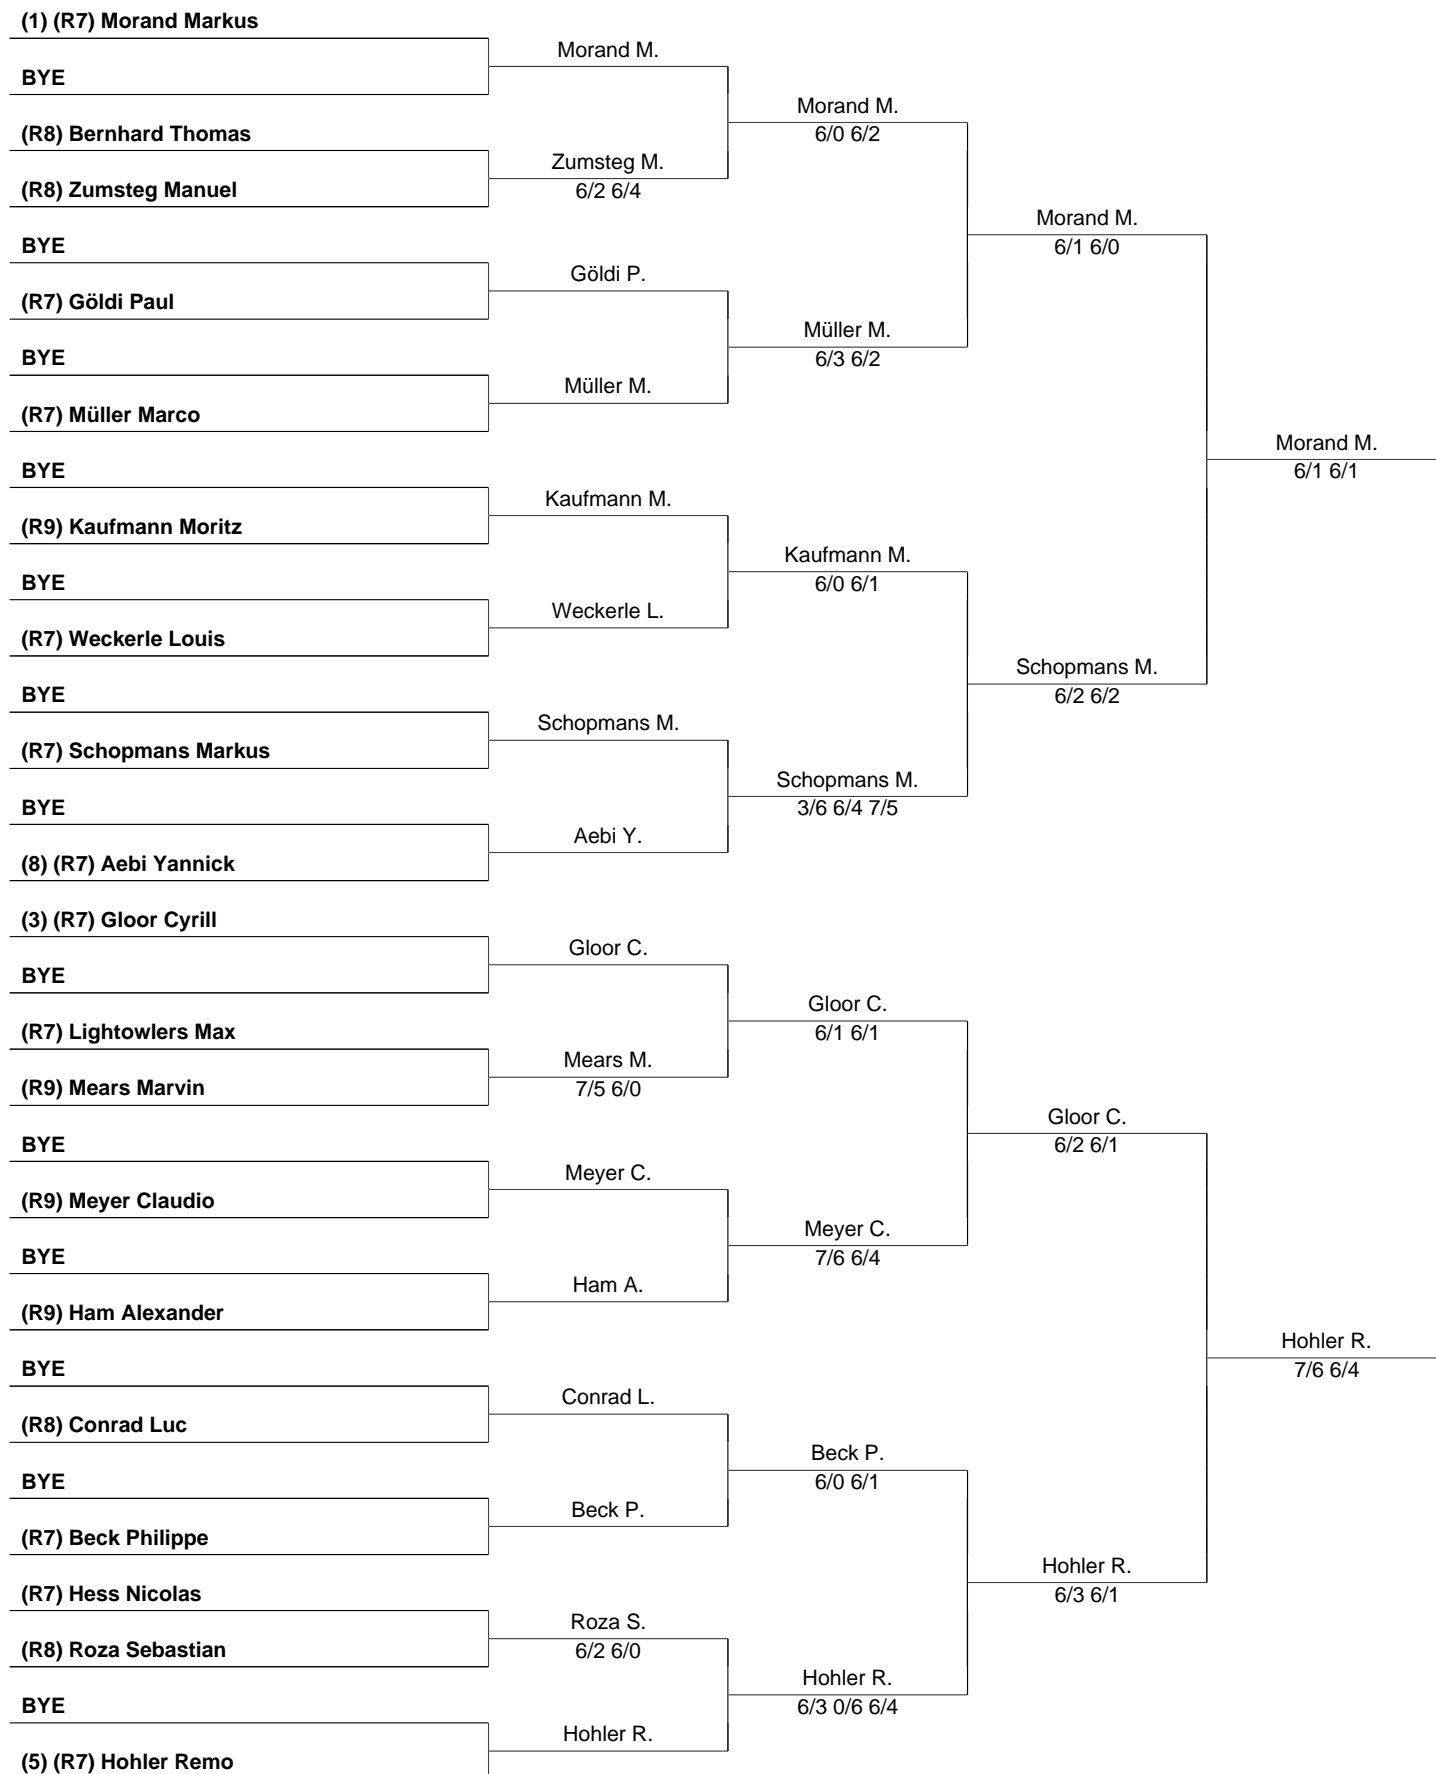 (1) (R7) Morand Markus
Morand M.
BYE
Morand M.
6/0 6/2
(R8) Bernhard Thomas
Zumsteg M.
6/2 6/4
(R8) Zumsteg Manuel
Morand M.
6/1 6/0
BYE
Göldi P.
(R7) Göldi Paul
Müller M.
6/3 6/2
BYE
Müller M.
(R7) Müller Marco
Morand M.
6/1 6/1
BYE
Kaufmann M.
(R9) Kaufmann Moritz
Kaufmann M.
6/0 6/1
BYE
Weckerle L.
(R7) Weckerle Louis
Schopmans M.
6/2 6/2
BYE
Schopmans M.
(R7) Schopmans Markus
Schopmans M.
3/6 6/4 7/5
BYE
Aebi Y.
(8) (R7) Aebi Yannick
(3) (R7) Gloor Cyrill
Gloor C.
BYE
Gloor C.
6/1 6/1
(R7) Lightowlers Max
Mears M.
7/5 6/0
(R9) Mears Marvin
Gloor C.
6/2 6/1
BYE
Meyer C.
(R9) Meyer Claudio
Meyer C.
7/6 6/4
BYE
Ham A.
(R9) Ham Alexander
Hohler R.
7/6 6/4
BYE
Conrad L.
(R8) Conrad Luc
Beck P.
6/0 6/1
BYE
Beck P.
(R7) Beck Philippe
Hohler R.
6/3 6/1
(R7) Hess Nicolas
Roza S.
6/2 6/0
(R8) Roza Sebastian
Hohler R.
6/3 0/6 6/4
BYE
Hohler R.
(5) (R7) Hohler Remo